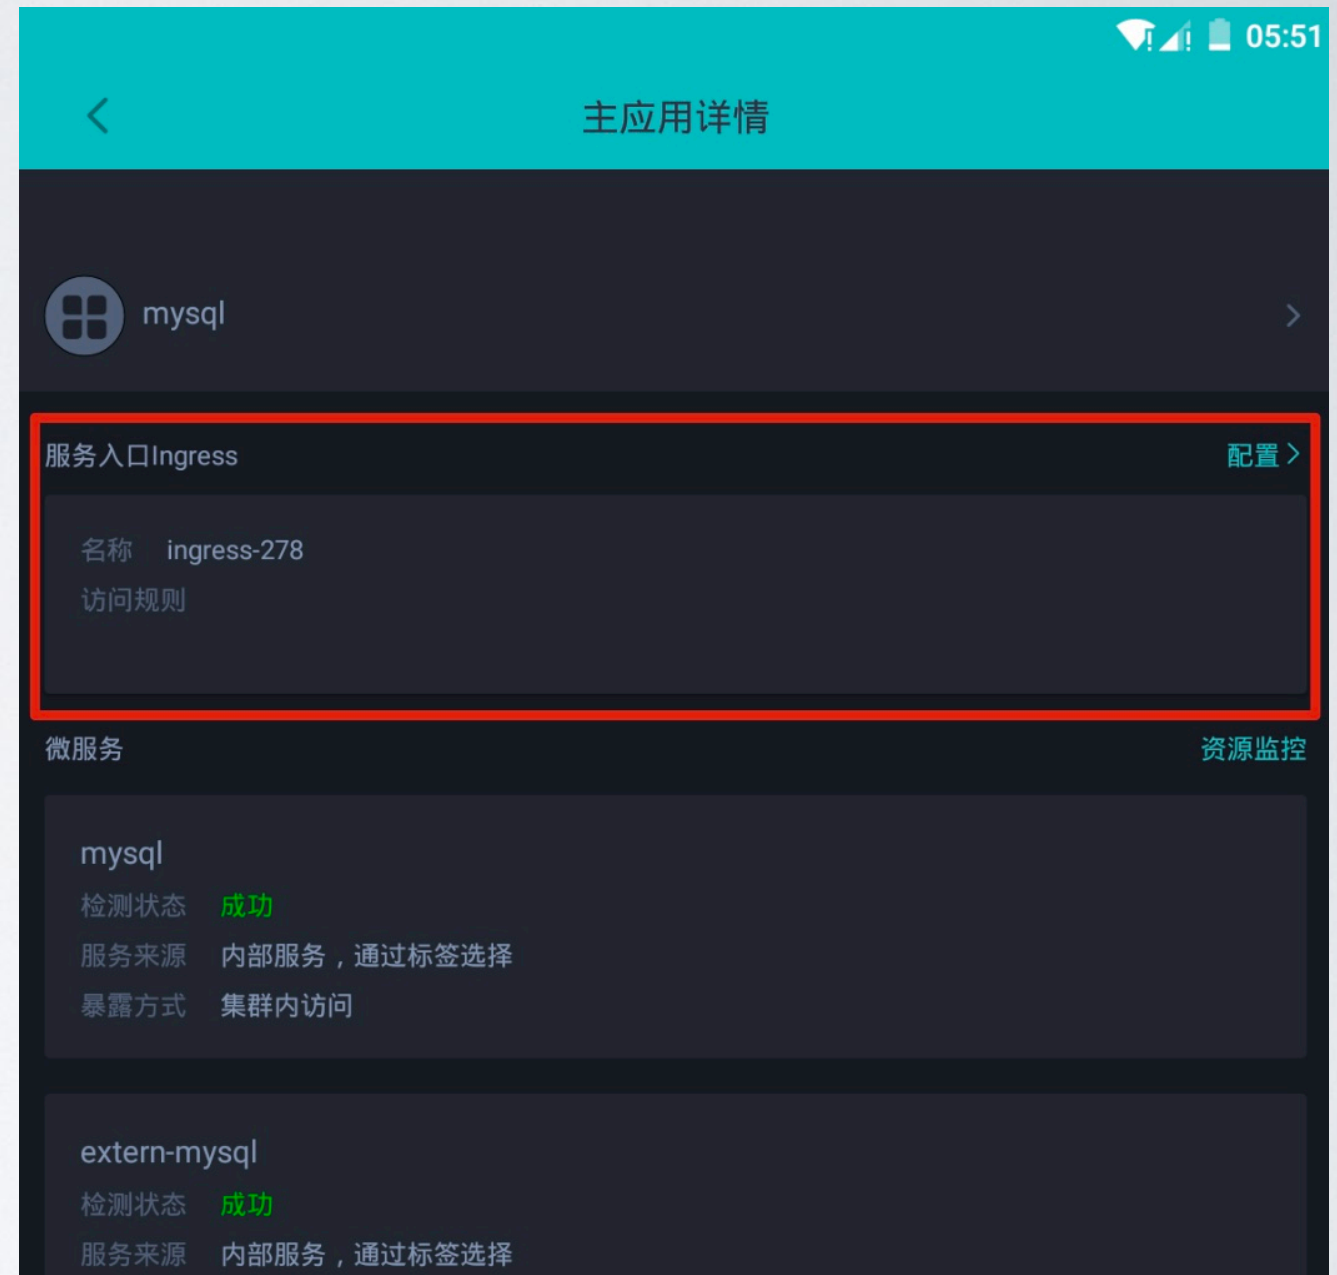 05:51
主应用详情
mysql
服务入口Ingress 配置
名称 ingress-278
访问规则
微服务 资源监控
mysql
检测状态 成功
服务来源 内部服务，通过标签选择
暴露方式 集群内访问
extern-mysql
检测状态 成功
服务来源 内部服务，通过标签选择